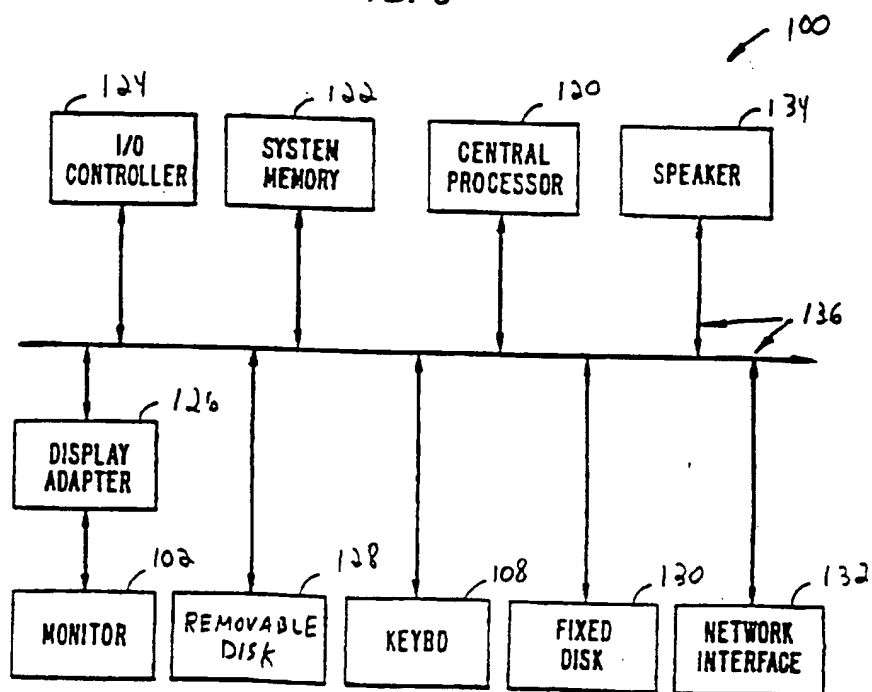 100
124
122
120
134
I/O
CONTROLLER
SYSTEM
MEMORY
CENTRAL
PROCESSOR
SPEAKER
136
126
DISPLAY
ADAPTER
102
128
108
130
132
MONITOR
REMOVABLE
DISK
KEYBD
FIXED
DISK
NETWORK
INTERFACE